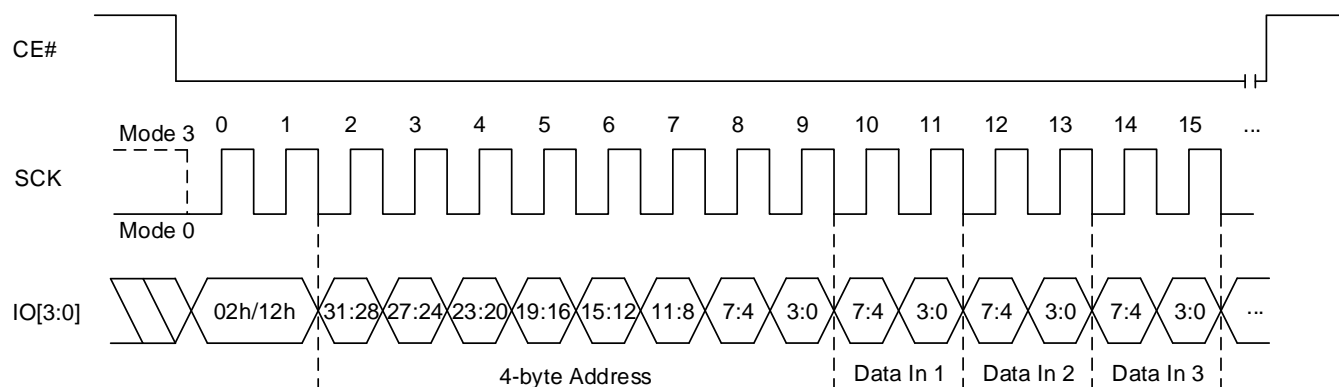 CE#
0 1 2 3 4 5 6 7 8 9 10 11 12 13 14 15 ...
Mode 3
SCK
Mode 0
IO[3:0] 02h/12h 31:28 27:24 23:20 19:16 15:12 11:8 7:4 3:0 7:4 3:0 7:4 3:0 7:4 3:0 ...
4-byte Address Data In 1 Data In 2 Data In 3